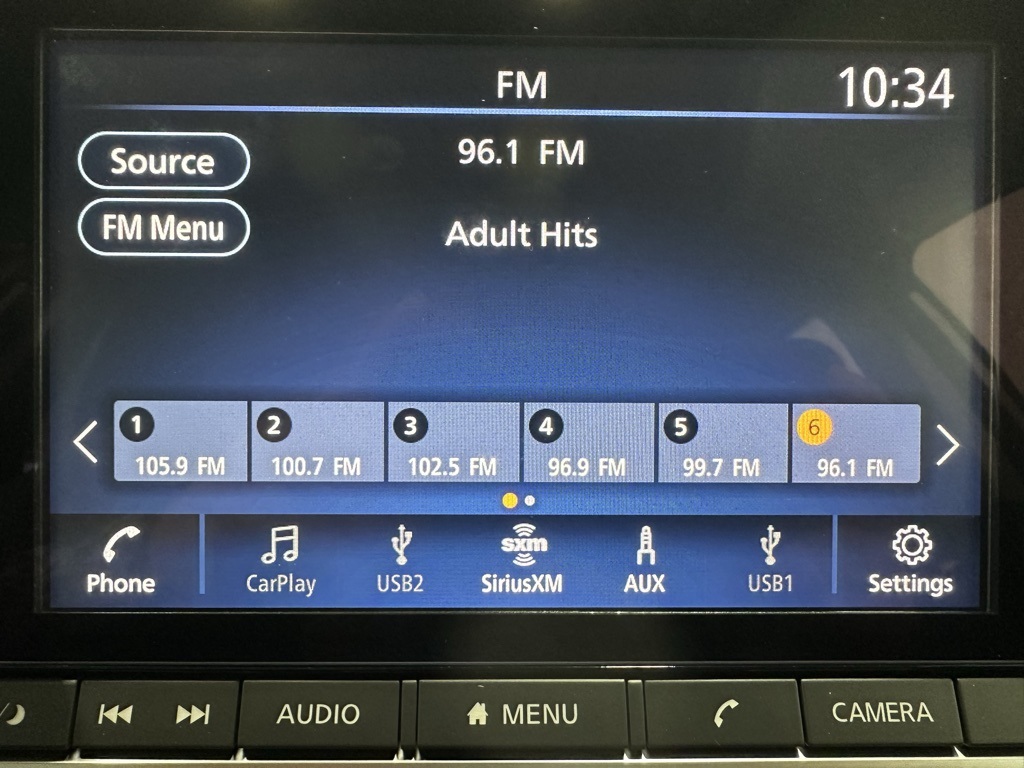 FM
10:34
Source
96.1 FM
FM Menu
Adult Hits
1 2 3 4 5 6
105.9 FM 100.7 FM 102.5 FM 96.9 FM 99.7 FM 96.1 FM
sxm
Phone CarPlay USB2 SiriusXM AUX USB1 Settings
AUDIO MENU CAMERA